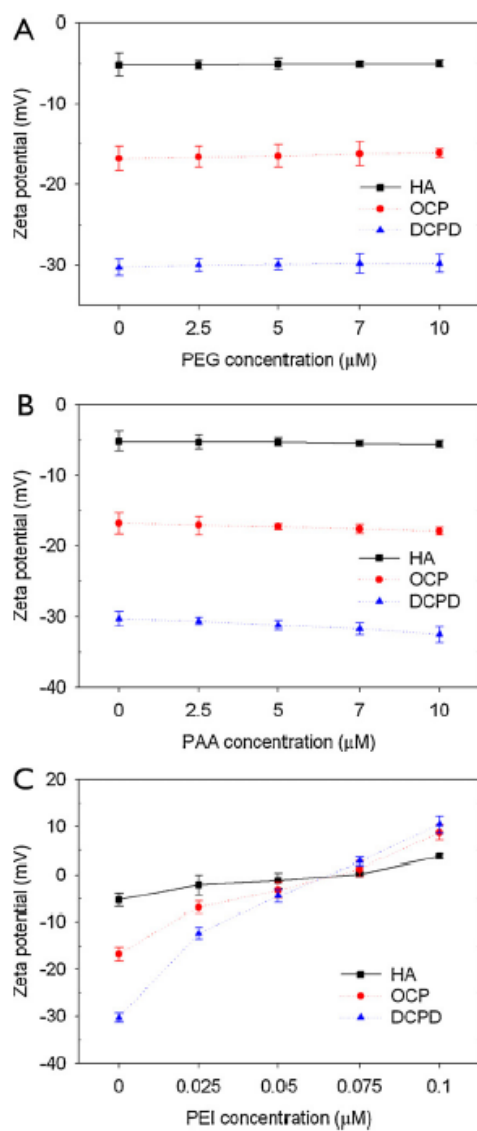 A
0
-10
-20
-30
Zeta potential (mV)
HA
OCP
DCPD
0 2.5 5 7 10
PEG concentration (μM)
B
0
-10
-20
-30
-40
Zeta potential (mV)
HA
OCP
DCPD
0 2.5 5 7 10
PAA concentration (μM)
C
20
10
0
-10
-20
-30
-40
Zeta potential (mV)
HA
OCP
DCPD
0 0.025 0.05 0.075 0.1
PEI concentration (μM)